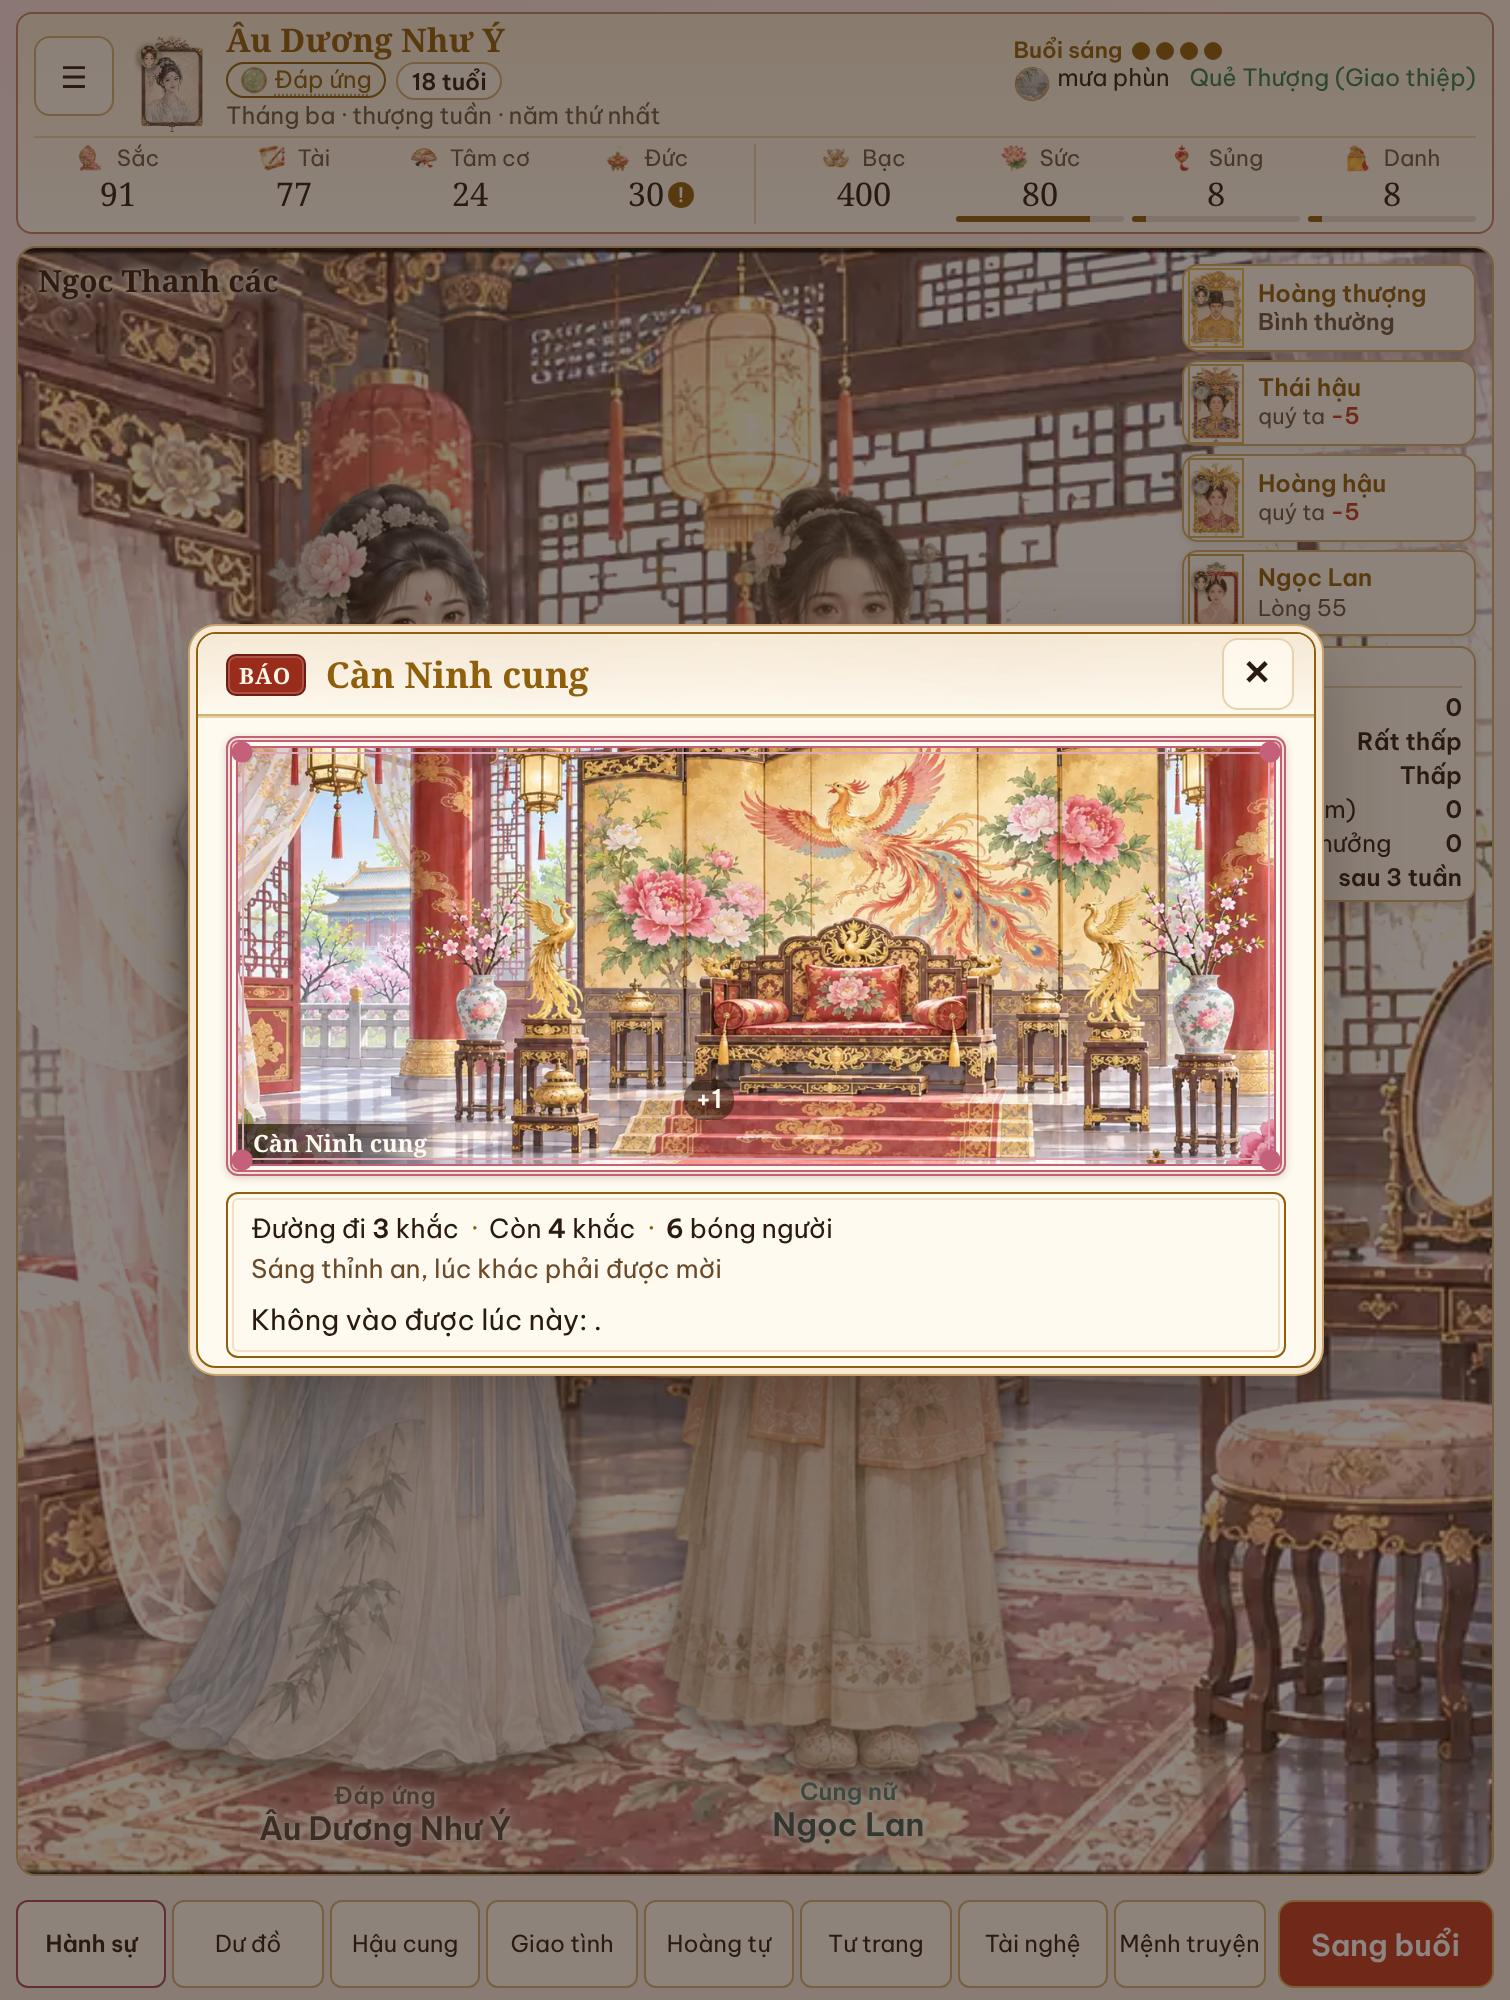 ☰
Âu Dương Như Ý
Đáp ứng 18 tuổi
Tháng ba · thượng tuần · năm thứ nhất
Buổi sáng
mưa phùn Quẻ Thượng (Giao thiệp)
Sắc Tài Tâm cơ Đức Bạc Sức Sủng Danh
91 77 24 30 ! 400 80 8 8
Ngọc Thanh các
Hoàng thượng
Bình thường
Thái hậu
quý ta -5
Hoàng hậu
quý ta -5
Ngọc Lan
Lòng 55
0
Rất thấp
Thấp
m) 0
hưởng 0
sau 3 tuần
BÁO Càn Ninh cung ✕
+1
Càn Ninh cung
Đường đi 3 khắc · Còn 4 khắc · 6 bóng người
Sáng thỉnh an, lúc khác phải được mời
Không vào được lúc này: .
Đáp ứng
Âu Dương Như Ý
Cung nữ
Ngọc Lan
Hành sự Dư đồ Hậu cung Giao tình Hoàng tự Tư trang Tài nghệ Mệnh truyện Sang buổi